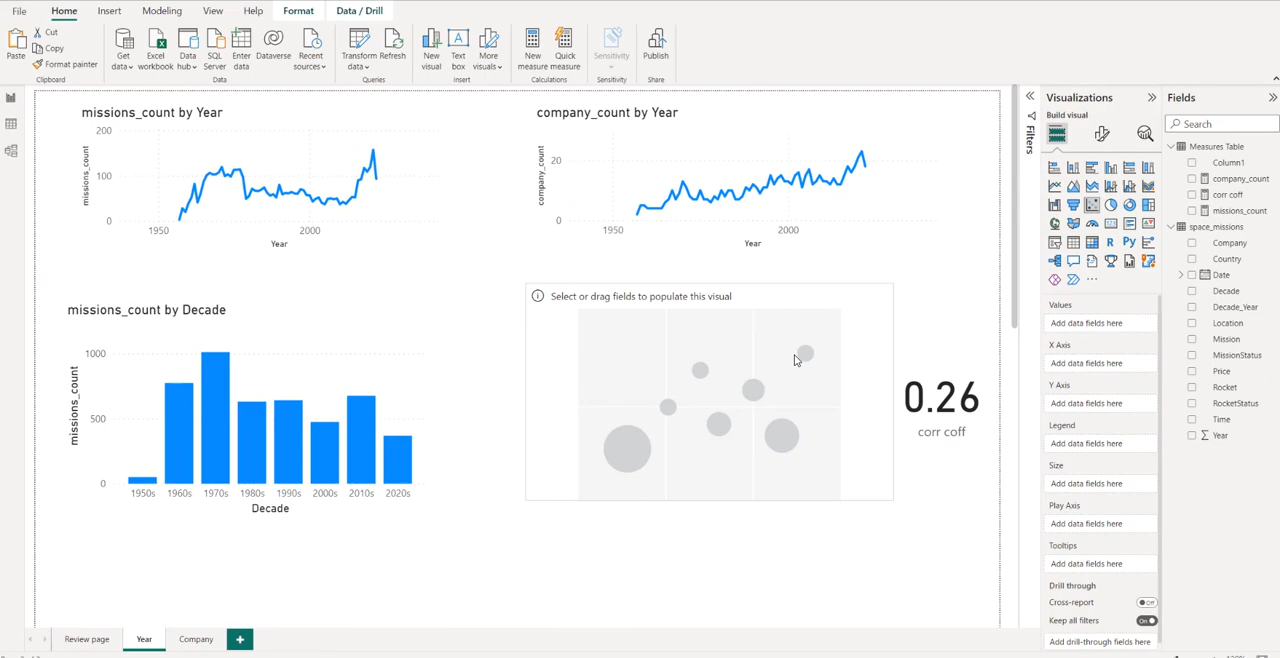 File Home Insert Modeling View Help Format Data / Drill
Paste
Cut
Copy
Format painter
Clipboard
Get data
Excel workbook
Data hub
SQL Server
Enter data
Dataverse
Recent sources
Data
Transform data
Refresh
Queries
New visual
Text box
More visuals
Insert
New measure
Quick measure
Calculations
Sensitivity
Sensitivity
Publish
Share
missions_count by Year
200
100
0
missions_count
1950 2000
Year
company_count by Year
20
0
company_count
1950 2000
Year
missions_count by Decade
1000
500
0
missions_count
1950s 1960s 1970s 1980s 1990s 2000s 2010s 2020s
Decade
Select or drag fields to populate this visual
0.26
corr coff
Filters
Visualizations
Build visual
R Py
Values
Add data fields here
X Axis
Add data fields here
Y Axis
Add data fields here
Legend
Add data fields here
Size
Add data fields here
Play Axis
Add data fields here
Tooltips
Add data fields here
Drill through
Cross-report Off
Keep all filters On
Add drill-through fields here
Fields
Search
Measures Table
Column1
company_count
corr coff
missions_count
space_missions
Company
Country
Date
Decade
Decade_Year
Location
Mission
MissionStatus
Price
Rocket
RocketStatus
Time
Σ Year
Review page Year Company +